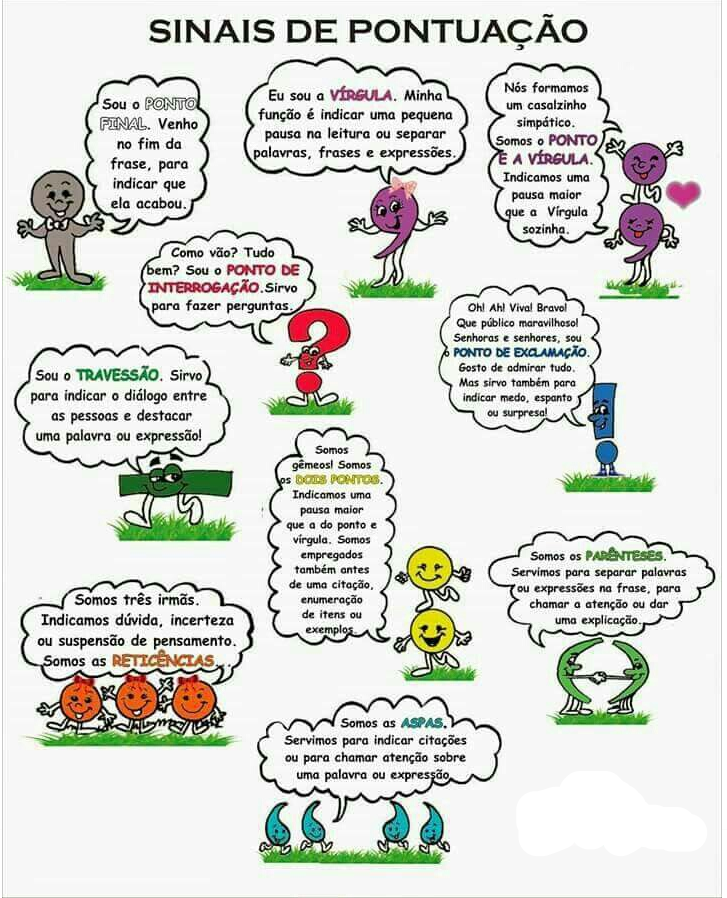 SINAIS DE PONTUAÇÃO
Sou o PONTO
FINAL. Venho
no fim da
frase, para
indicar que
ela acabou.
Eu sou a VÍRGULA. Minha
função é indicar uma pequena
pausa na leitura ou separar
palavras, frases e expressões.
Nós formamos
um casalzinho
simpático.
Somos o PONTO
E A VÍRGULA.
Indicamos uma
pausa maior
que a Vírgula
sozinha.
Como vão? Tudo
bem? Sou o PONTO DE
INTERROGAÇÃO.Sirvo
para fazer perguntas.
Oh! Ah! Viva! Bravo!
Que público maravilhoso!
Senhoras e senhores, sou
o PONTO DE EXCLAMAÇÃO.
Gosto de admirar tudo.
Mas sirvo também para
indicar medo, espanto
ou surpresa!
Sou o TRAVESSÃO. Sirvo
para indicar o diálogo entre
as pessoas e destacar
uma palavra ou expressão!
Somos
gêmeos! Somos
os DOIS PONTOS.
Indicamos uma
pausa maior
que a do ponto e
vírgula. Somos
empregados
também antes
de uma citação,
enumeração
de itens ou
exemplos.
Somos os PARÊNTESES.
Servimos para separar palavras
ou expressões na frase, para
chamar a atenção ou dar
uma explicação.
Somos três irmãs.
Indicamos dúvida, incerteza
ou suspensão de pensamento.
Somos as RETICÊNCIAS...
Somos as ASPAS.
Servimos para indicar citações
ou para chamar atenção sobre
uma palavra ou expressão